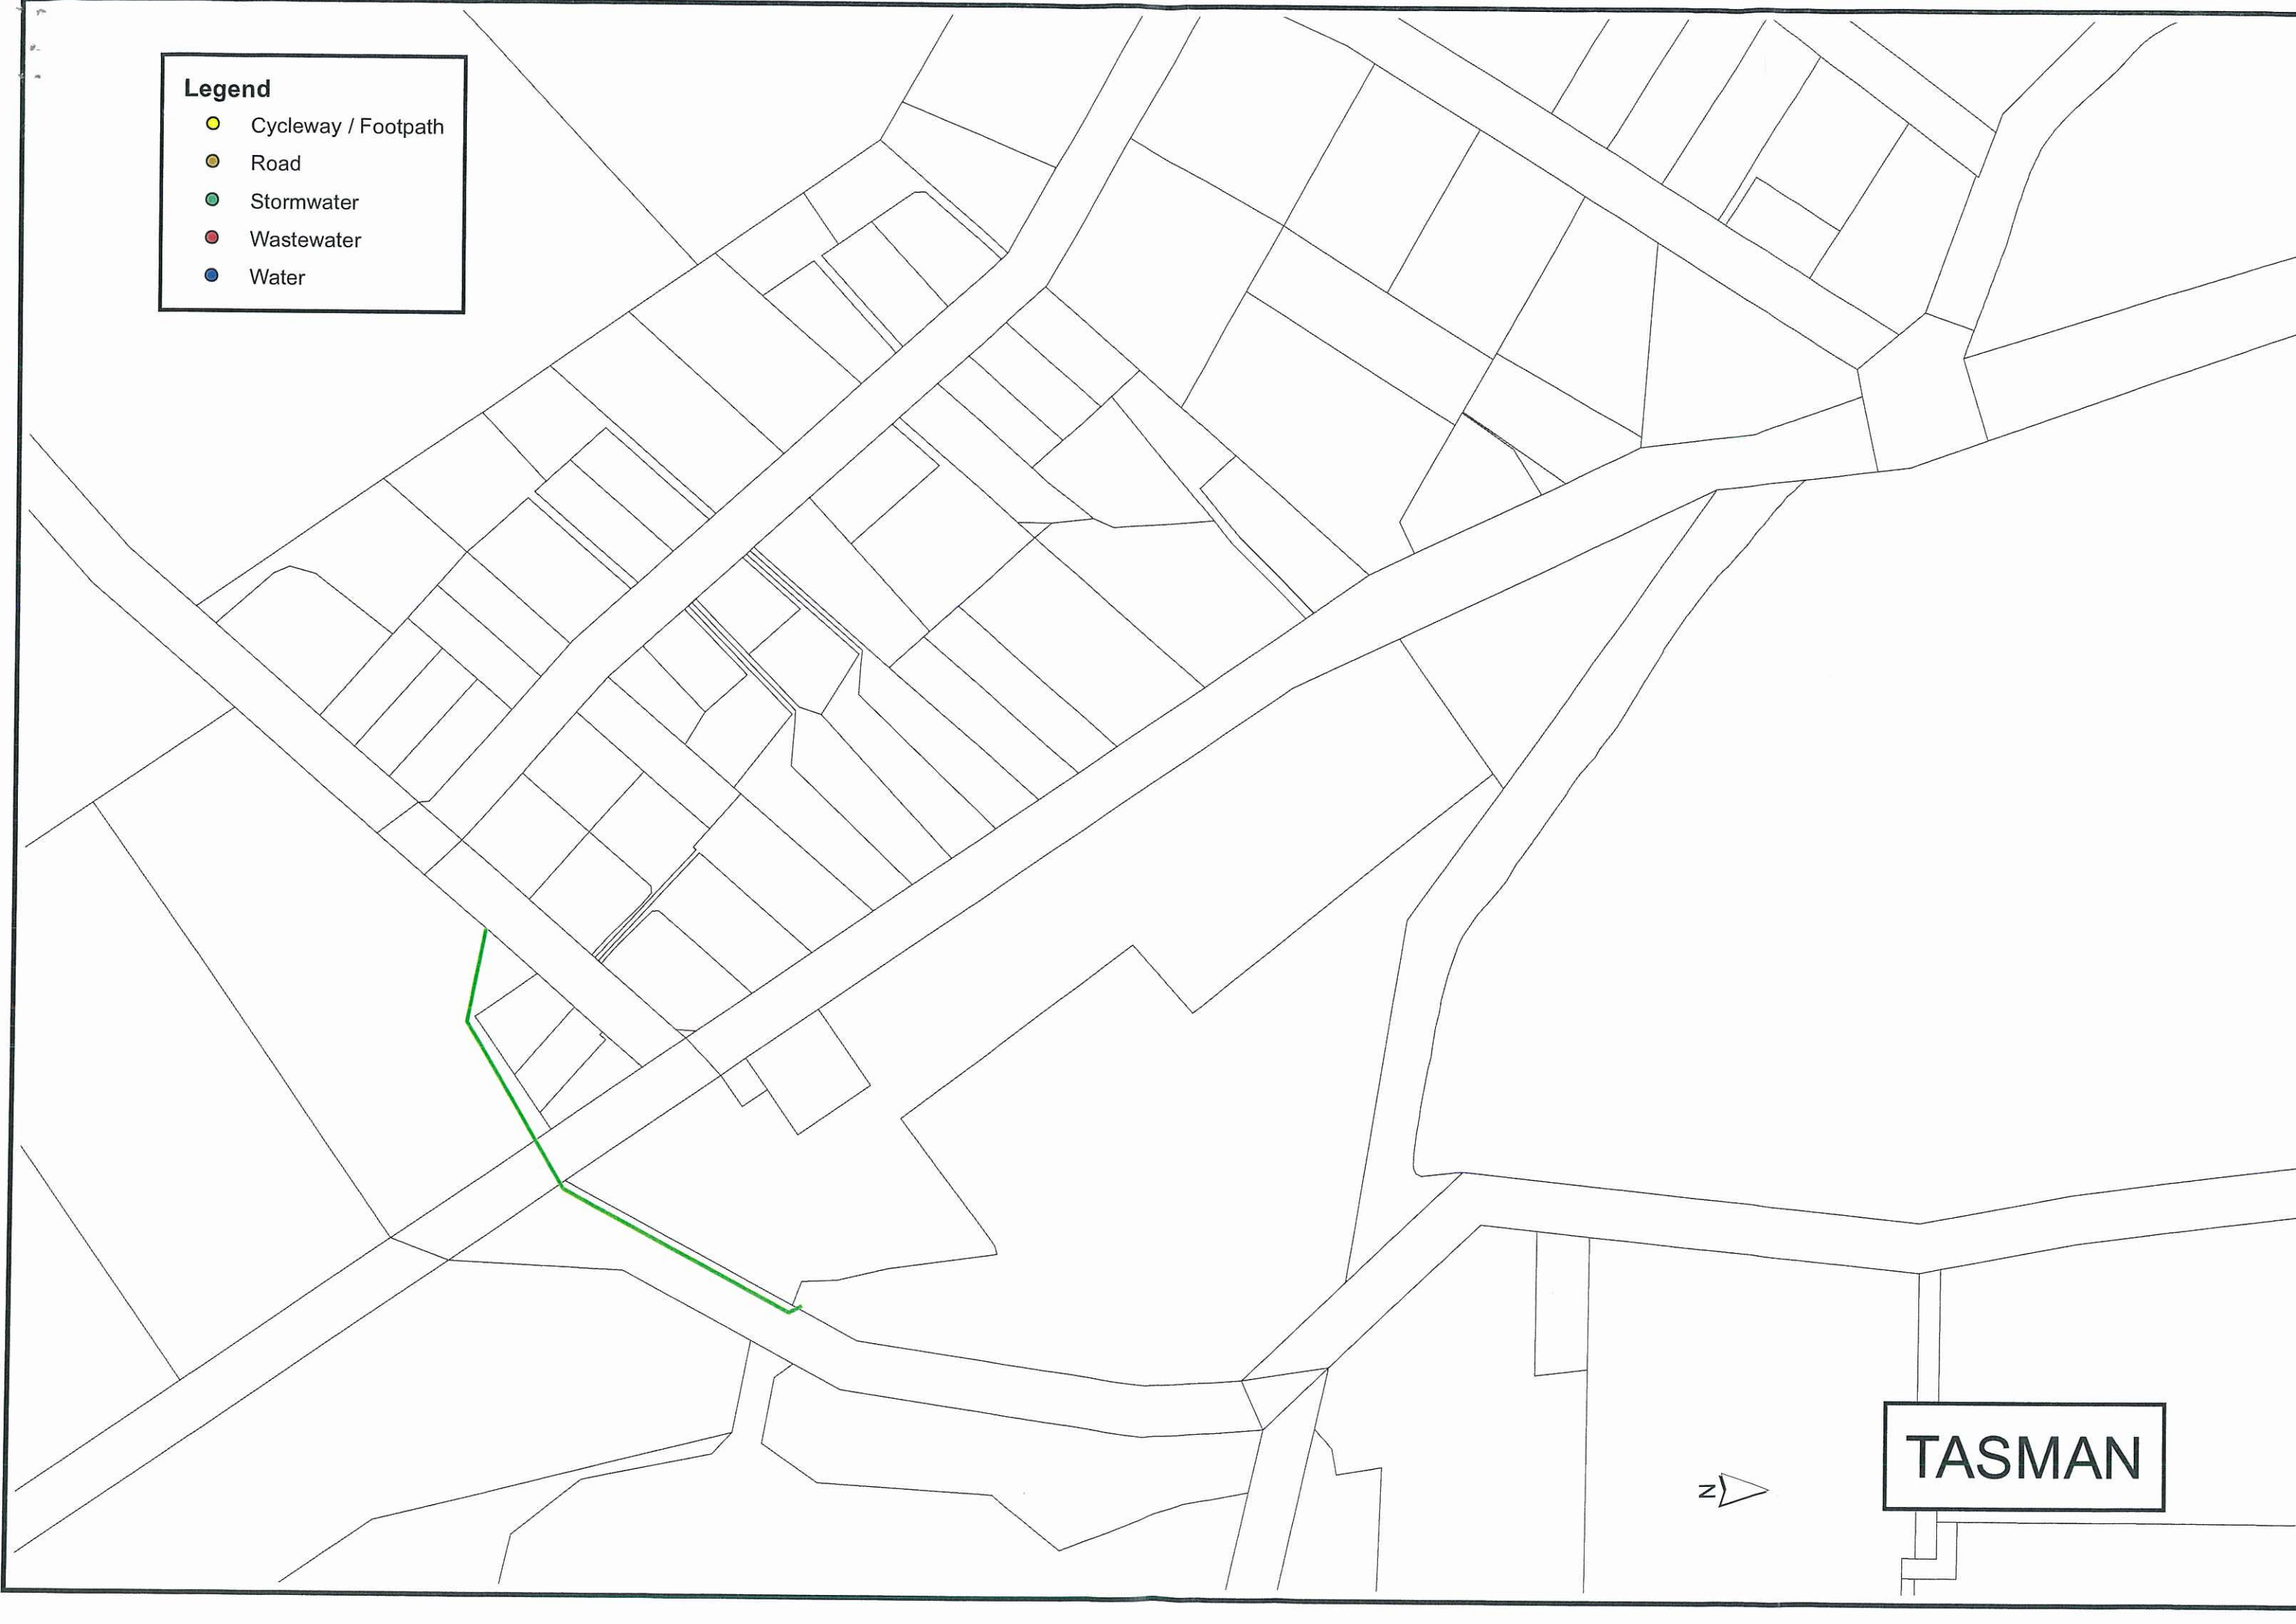 Legend
Cycleway / Footpath
Road
Stormwater
Wastewater
Water
N
TASMAN